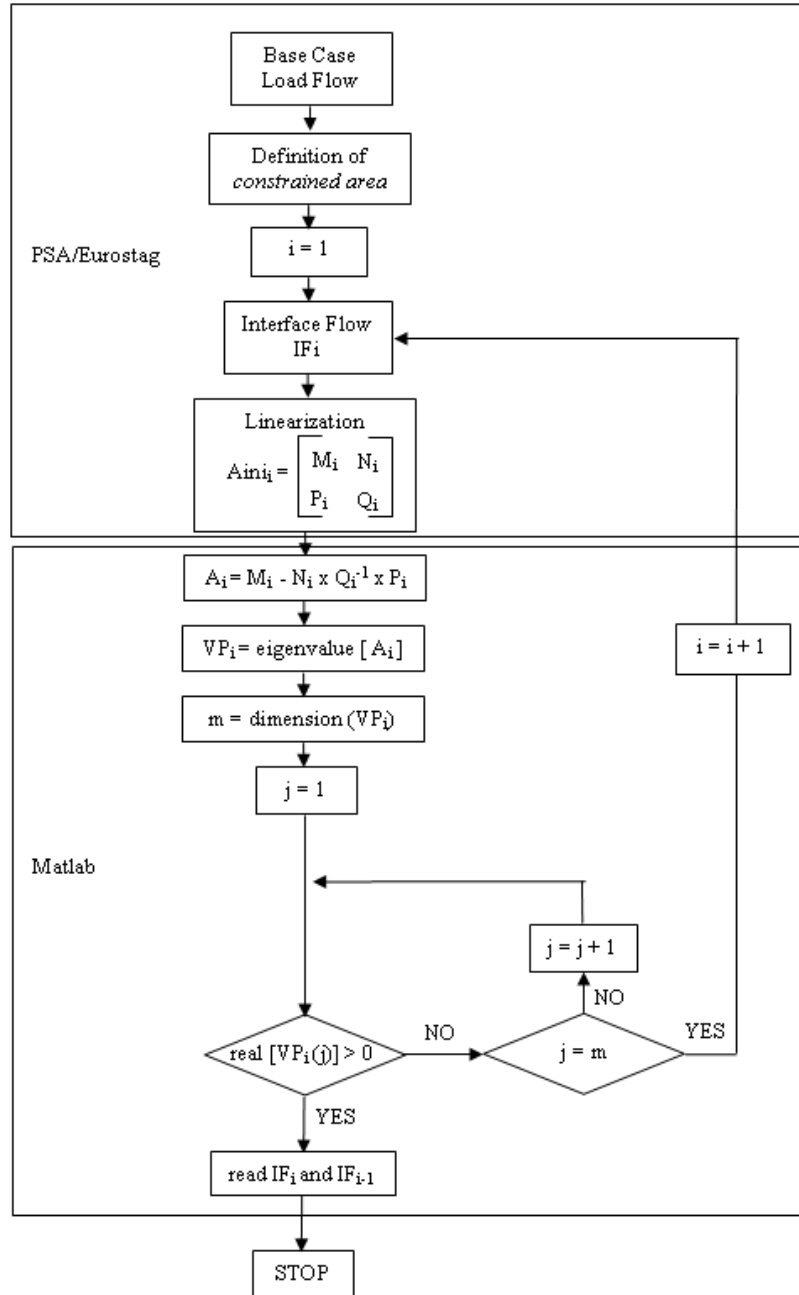 Base Case
Load Flow
Definition of
constrained area
i = 1
PSA/Eurostag
Interface Flow
IFi
Linearization
Ainiᵢ = [ Mᵢ Nᵢ
Pᵢ Qᵢ ]
Aᵢ = Mᵢ - Nᵢ x Qᵢ⁻¹ x Pᵢ
VPᵢ = eigenvalue [ Aᵢ ]
i = i + 1
m = dimension (VPᵢ)
j = 1
Matlab
j = j + 1
NO
real [VPᵢ(j)] > 0
NO
j = m
YES
YES
read IFᵢ and IFᵢ₋₁
STOP